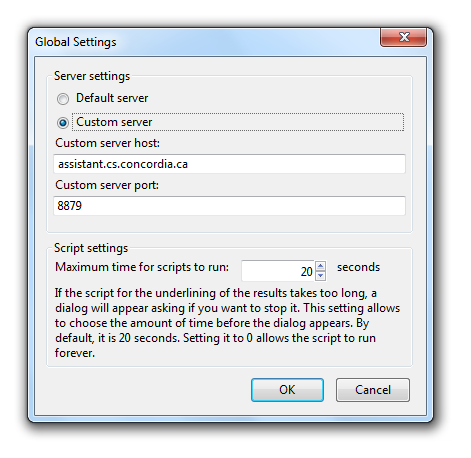 Global Settings
Server settings
Default server
Custom server
Custom server host:
assistant.cs.concordia.ca
Custom server port:
8879
Script settings
Maximum time for scripts to run: 20 seconds
If the script for the underlining of the results takes too long, a
dialog will appear asking if you want to stop it. This setting allows
to choose the amount of time before the dialog appears. By
default, it is 20 seconds. Setting it to 0 allows the script to run
forever.
OK Cancel